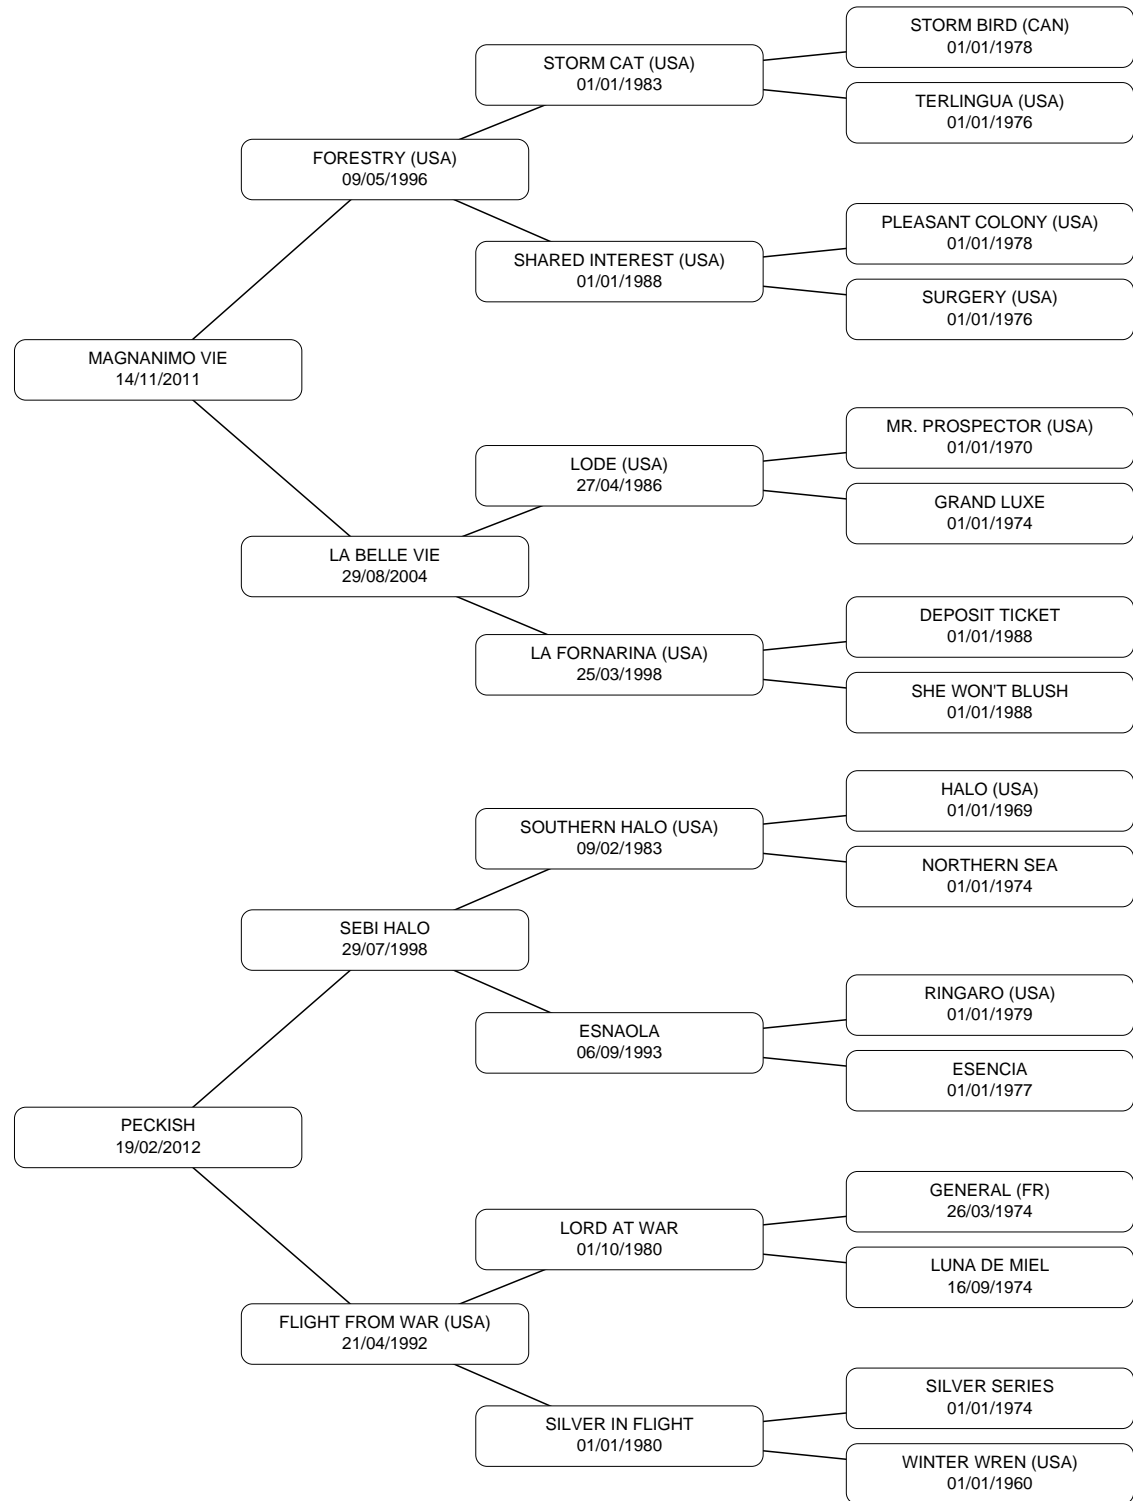 STORM BIRD (CAN)
01/01/1978
STORM CAT (USA)
01/01/1983
TERLINGUA (USA)
01/01/1976
FORESTRY (USA)
09/05/1996
PLEASANT COLONY (USA)
01/01/1978
SHARED INTEREST (USA)
01/01/1988
SURGERY (USA)
01/01/1976
MAGNANIMO VIE
14/11/2011
MR. PROSPECTOR (USA)
01/01/1970
LODE (USA)
27/04/1986
GRAND LUXE
01/01/1974
LA BELLE VIE
29/08/2004
DEPOSIT TICKET
01/01/1988
LA FORNARINA (USA)
25/03/1998
SHE WON'T BLUSH
01/01/1988
HALO (USA)
01/01/1969
SOUTHERN HALO (USA)
09/02/1983
NORTHERN SEA
01/01/1974
SEBI HALO
29/07/1998
RINGARO (USA)
01/01/1979
ESNAOLA
06/09/1993
ESENCIA
01/01/1977
PECKISH
19/02/2012
GENERAL (FR)
26/03/1974
LORD AT WAR
01/10/1980
LUNA DE MIEL
16/09/1974
FLIGHT FROM WAR (USA)
21/04/1992
SILVER SERIES
01/01/1974
SILVER IN FLIGHT
01/01/1980
WINTER WREN (USA)
01/01/1960